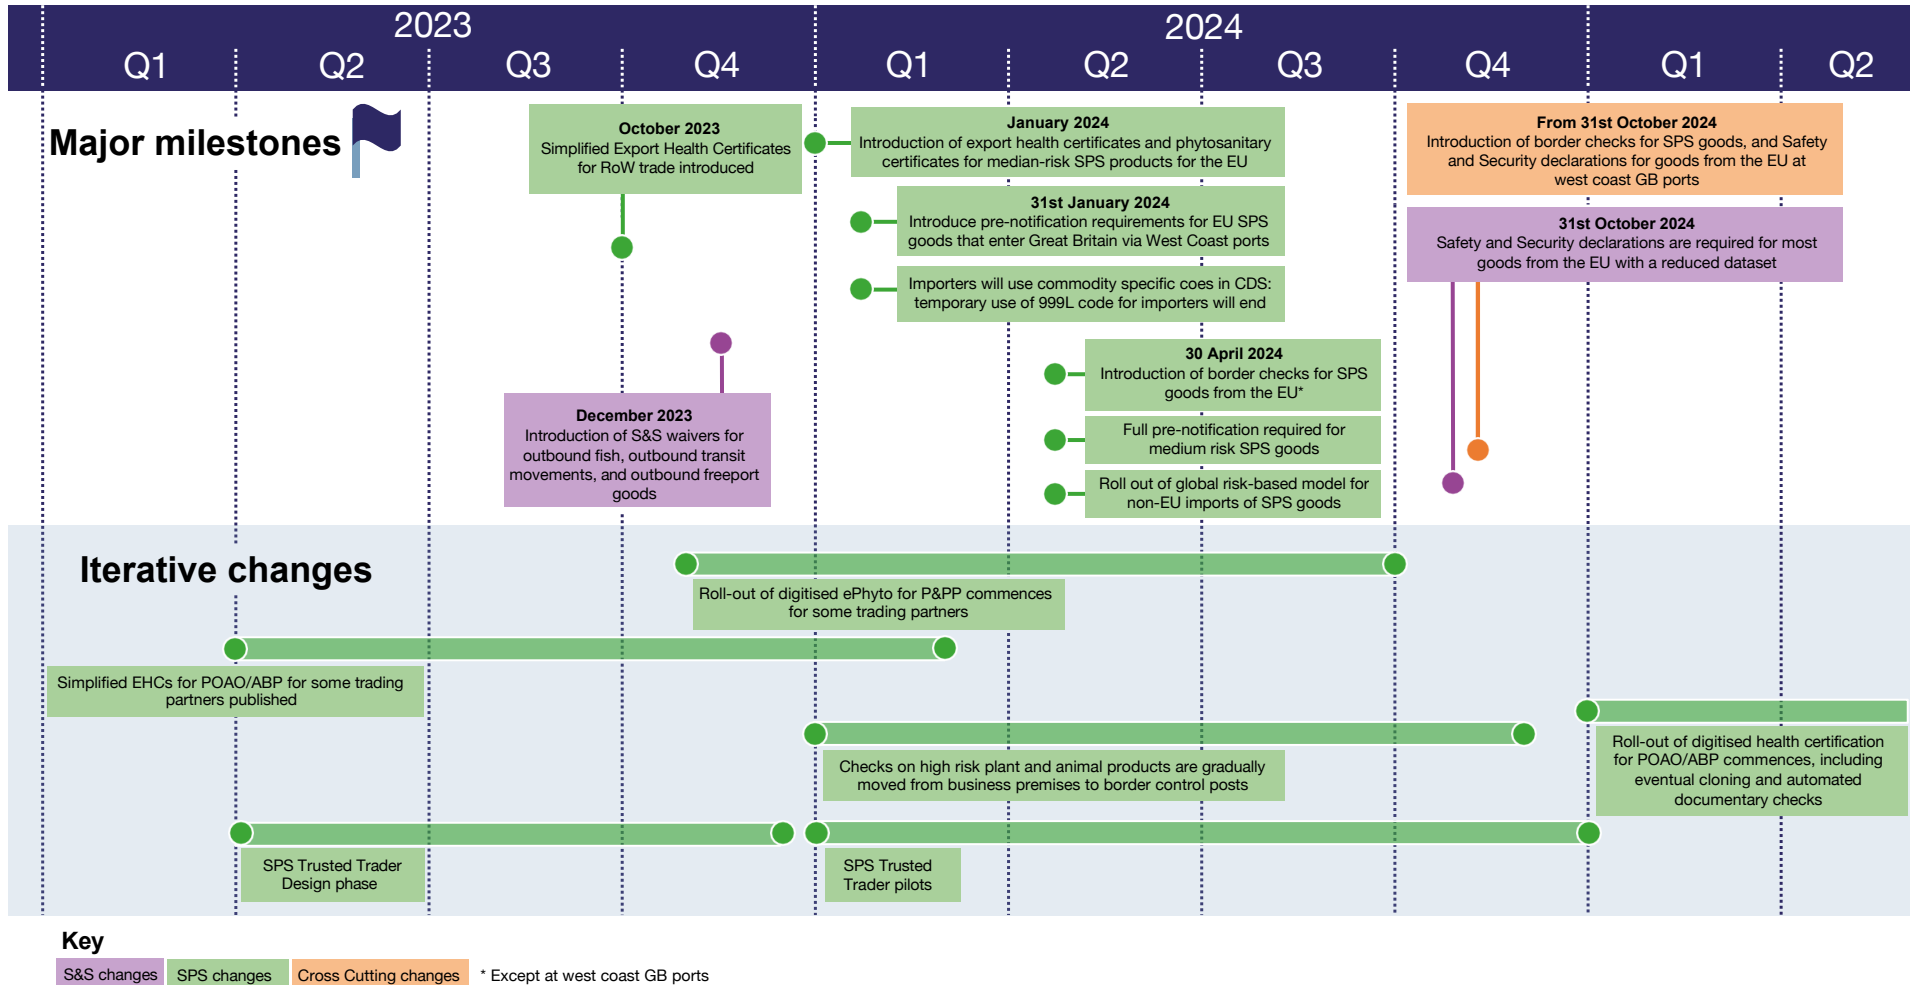 2023
2024
Q1
Q2
Q3
Q4
Q1
Q2
Q3
Q4
Q1
Q2
Major milestones
October 2023
Simplified Export Health Certificates
for RoW trade introduced
January 2024
Introduction of export health certificates and phytosanitary
certificates for median-risk SPS products for the EU
From 31st October 2024
Introduction of border checks for SPS goods, and Safety
and Security declarations for goods from the EU at
west coast GB ports
31st January 2024
Introduce pre-notification requirements for EU SPS
goods that enter Great Britain via West Coast ports
31st October 2024
Safety and Security declarations are required for most
goods from the EU with a reduced dataset
Importers will use commodity specific coes in CDS:
temporary use of 999L code for importers will end
30 April 2024
Introduction of border checks for SPS
goods from the EU*
December 2023
Introduction of S&S waivers for
outbound fish, outbound transit
movements, and outbound freeport
goods
Full pre-notification required for
medium risk SPS goods
Roll out of global risk-based model for
non-EU imports of SPS goods
Iterative changes
Roll-out of digitised ePhyto for P&PP commences
for some trading partners
Simplified EHCs for POAO/ABP for some trading
partners published
Checks on high risk plant and animal products are gradually
moved from business premises to border control posts
Roll-out of digitised health certification
for POAO/ABP commences, including
eventual cloning and automated
documentary checks
SPS Trusted Trader
Design phase
SPS Trusted
Trader pilots
Key
S&S changes
SPS changes
Cross Cutting changes
* Except at west coast GB ports